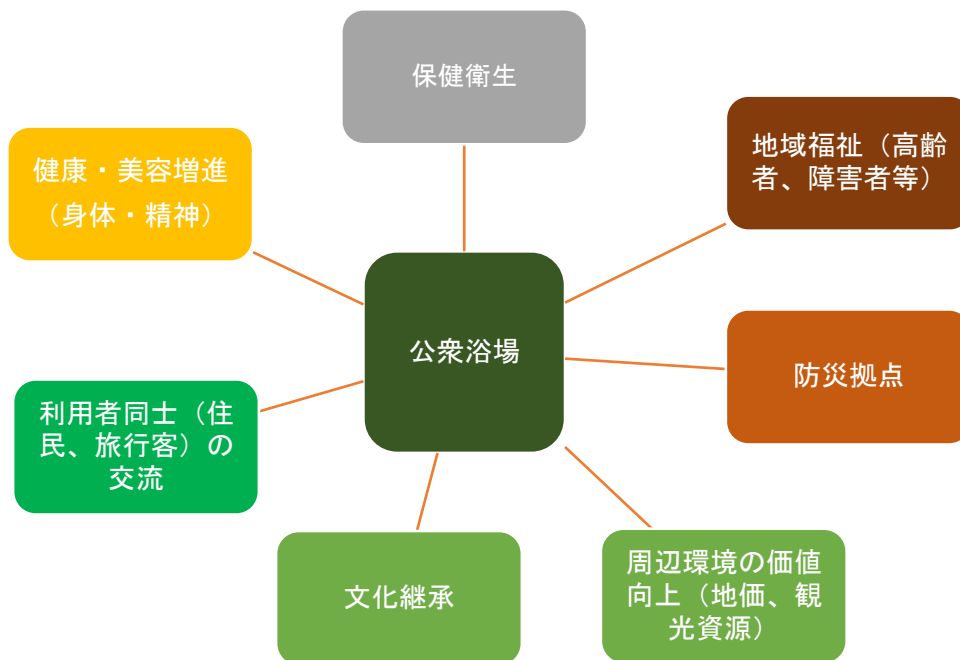 保健衛生
地域福祉（高齢
者、障害者等）
健康・美容増進
（身体・精神）
公衆浴場
防災拠点
利用者同士（住
民、旅行客）の
交流
周辺環境の価値
向上（地価、観
光資源）
文化継承